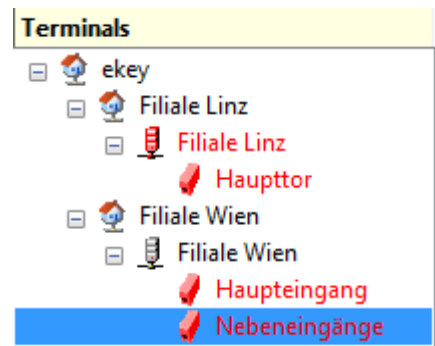 Terminals
ekey
Filiale Linz
Filiale Linz
Haupttor
Filiale Wien
Filiale Wien
Haupteingang
Nebeneingänge